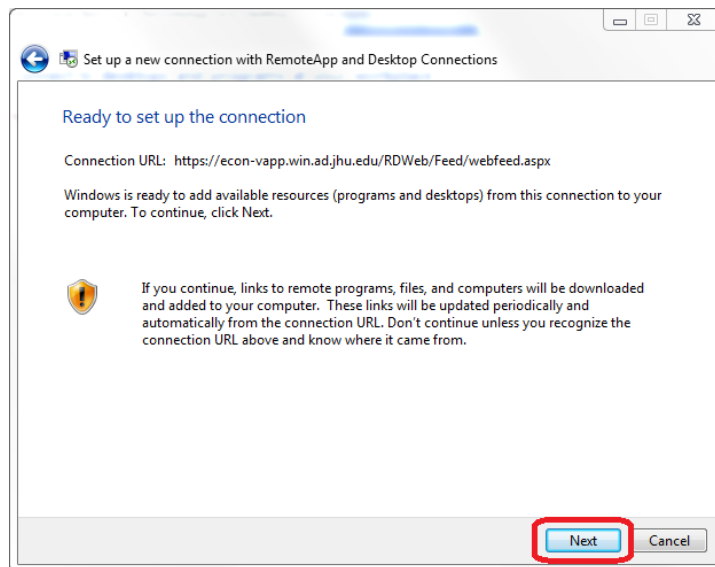 Set up a new connection with RemoteApp and Desktop Connections
Ready to set up the connection
Connection URL: https://econ-vapp.win.ad.jhu.edu/RDWeb/Feed/webfeed.aspx
Windows is ready to add available resources (programs and desktops) from this connection to your
computer. To continue, click Next.
If you continue, links to remote programs, files, and computers will be downloaded
and added to your computer. These links will be updated periodically and
automatically from the connection URL. Don't continue unless you recognize the
connection URL above and know where it came from.
Next Cancel